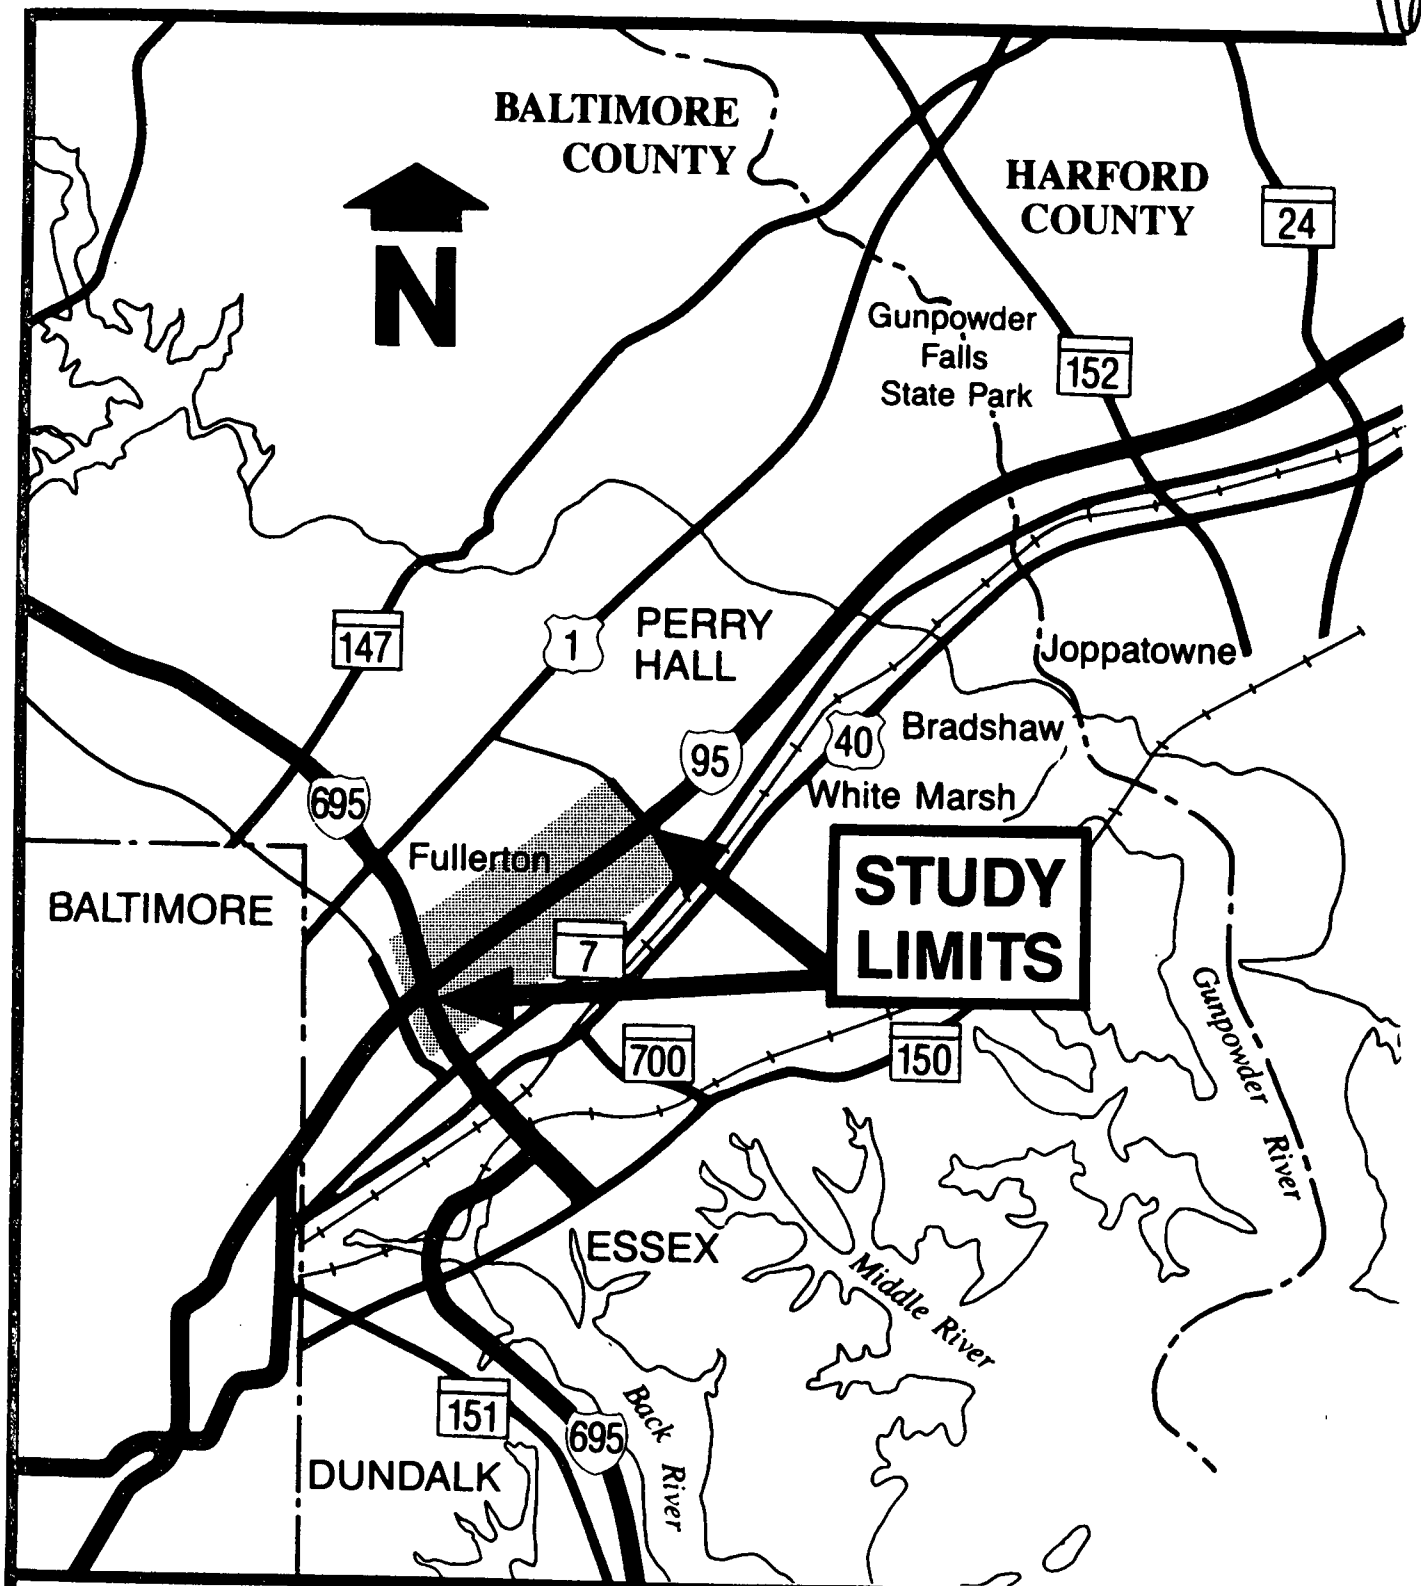 BALTIMORE
COUNTY
HARFORD
COUNTY
24
N
Gunpowder
Falls
State Park
152
147
1
PERRY
HALL
Joppatowne
695
95
40
Bradshaw
White Marsh
Fullerton
BALTIMORE
STUDY
LIMITS
7
700
150
Gunpowder
River
ESSEX
Middle River
151
695
Back
River
DUNDALK